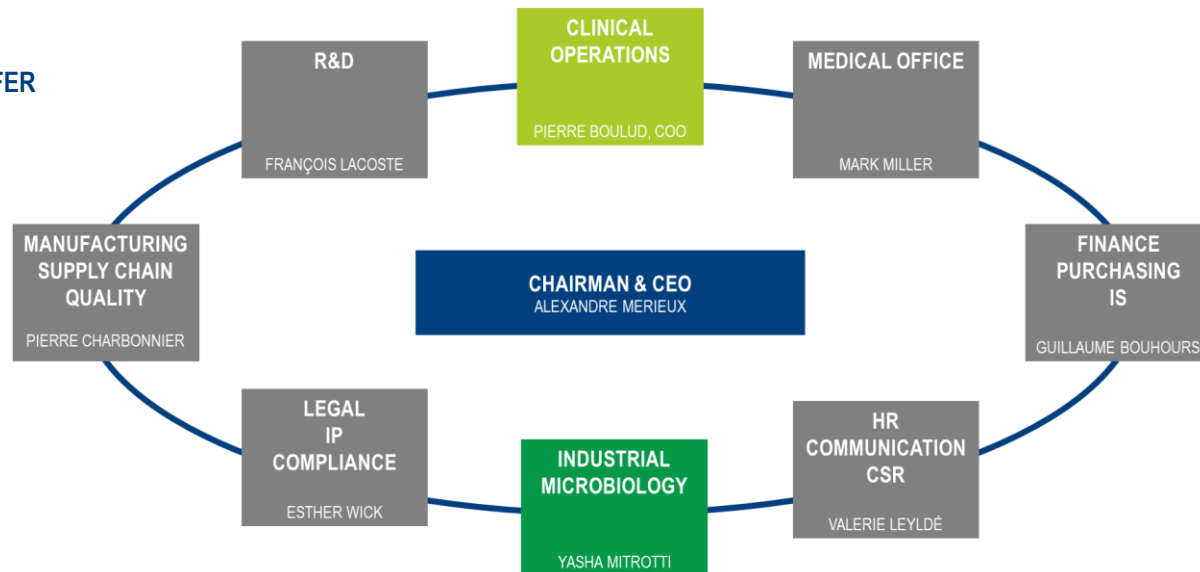 FER
R&D
FRANÇOIS LACOSTE
CLINICAL
OPERATIONS
PIERRE BOULUD, COO
MEDICAL OFFICE
MARK MILLER
MANUFACTURING
SUPPLY CHAIN
QUALITY
PIERRE CHARBONNIER
CHAIRMAN & CEO
ALEXANDRE MERIEUX
FINANCE
PURCHASING
IS
GUILLAUME BOUHOURS
LEGAL
IP
COMPLIANCE
ESTHER WICK
INDUSTRIAL
MICROBIOLOGY
YASHA MITROTTI
HR
COMMUNICATION
CSR
VALERIE LEYLDÉ